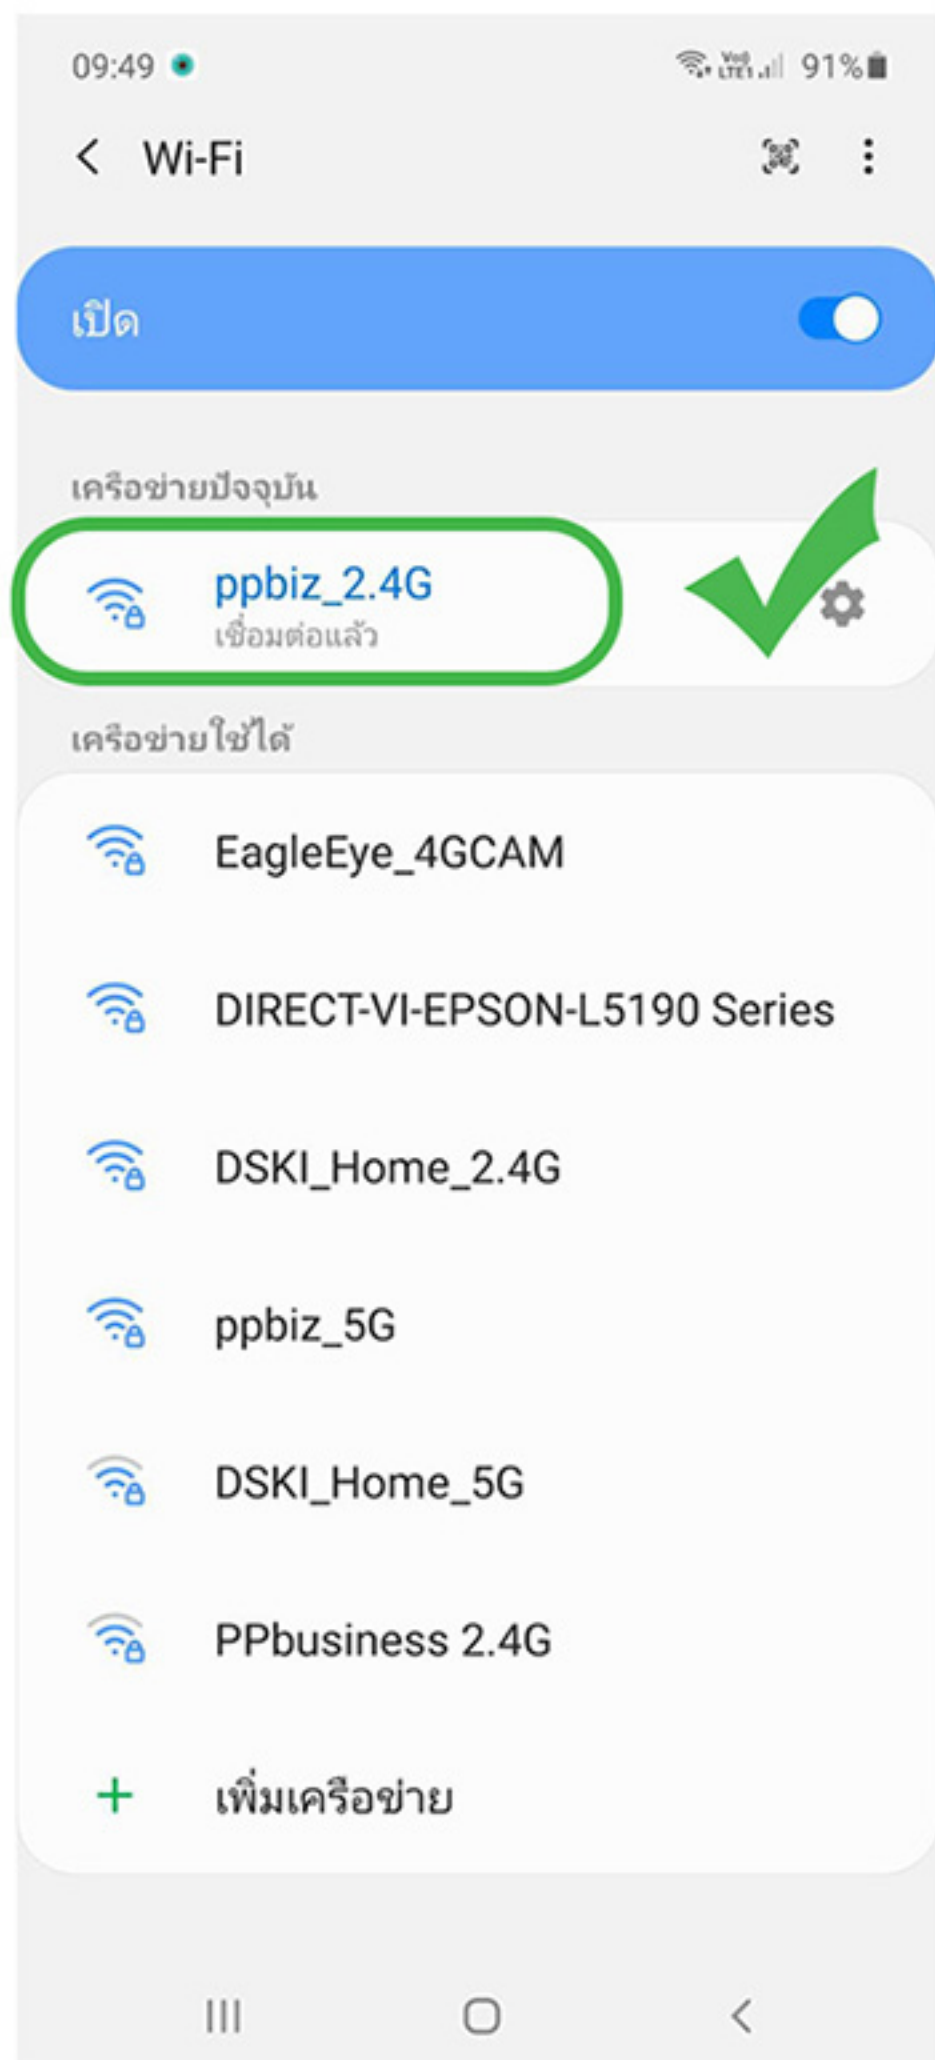 09:49
Vo)) LTE1 91%
Wi-Fi
เปิด
เครือข่ายปัจจุบัน
ppbiz_2.4G
เชื่อมต่อแล้ว
เครือข่ายใช้ได้
EagleEye_4GCAM
DIRECT-VI-EPSON-L5190 Series
DSKI_Home_2.4G
ppbiz_5G
DSKI_Home_5G
PPbusiness 2.4G
เพิ่มเครือข่าย